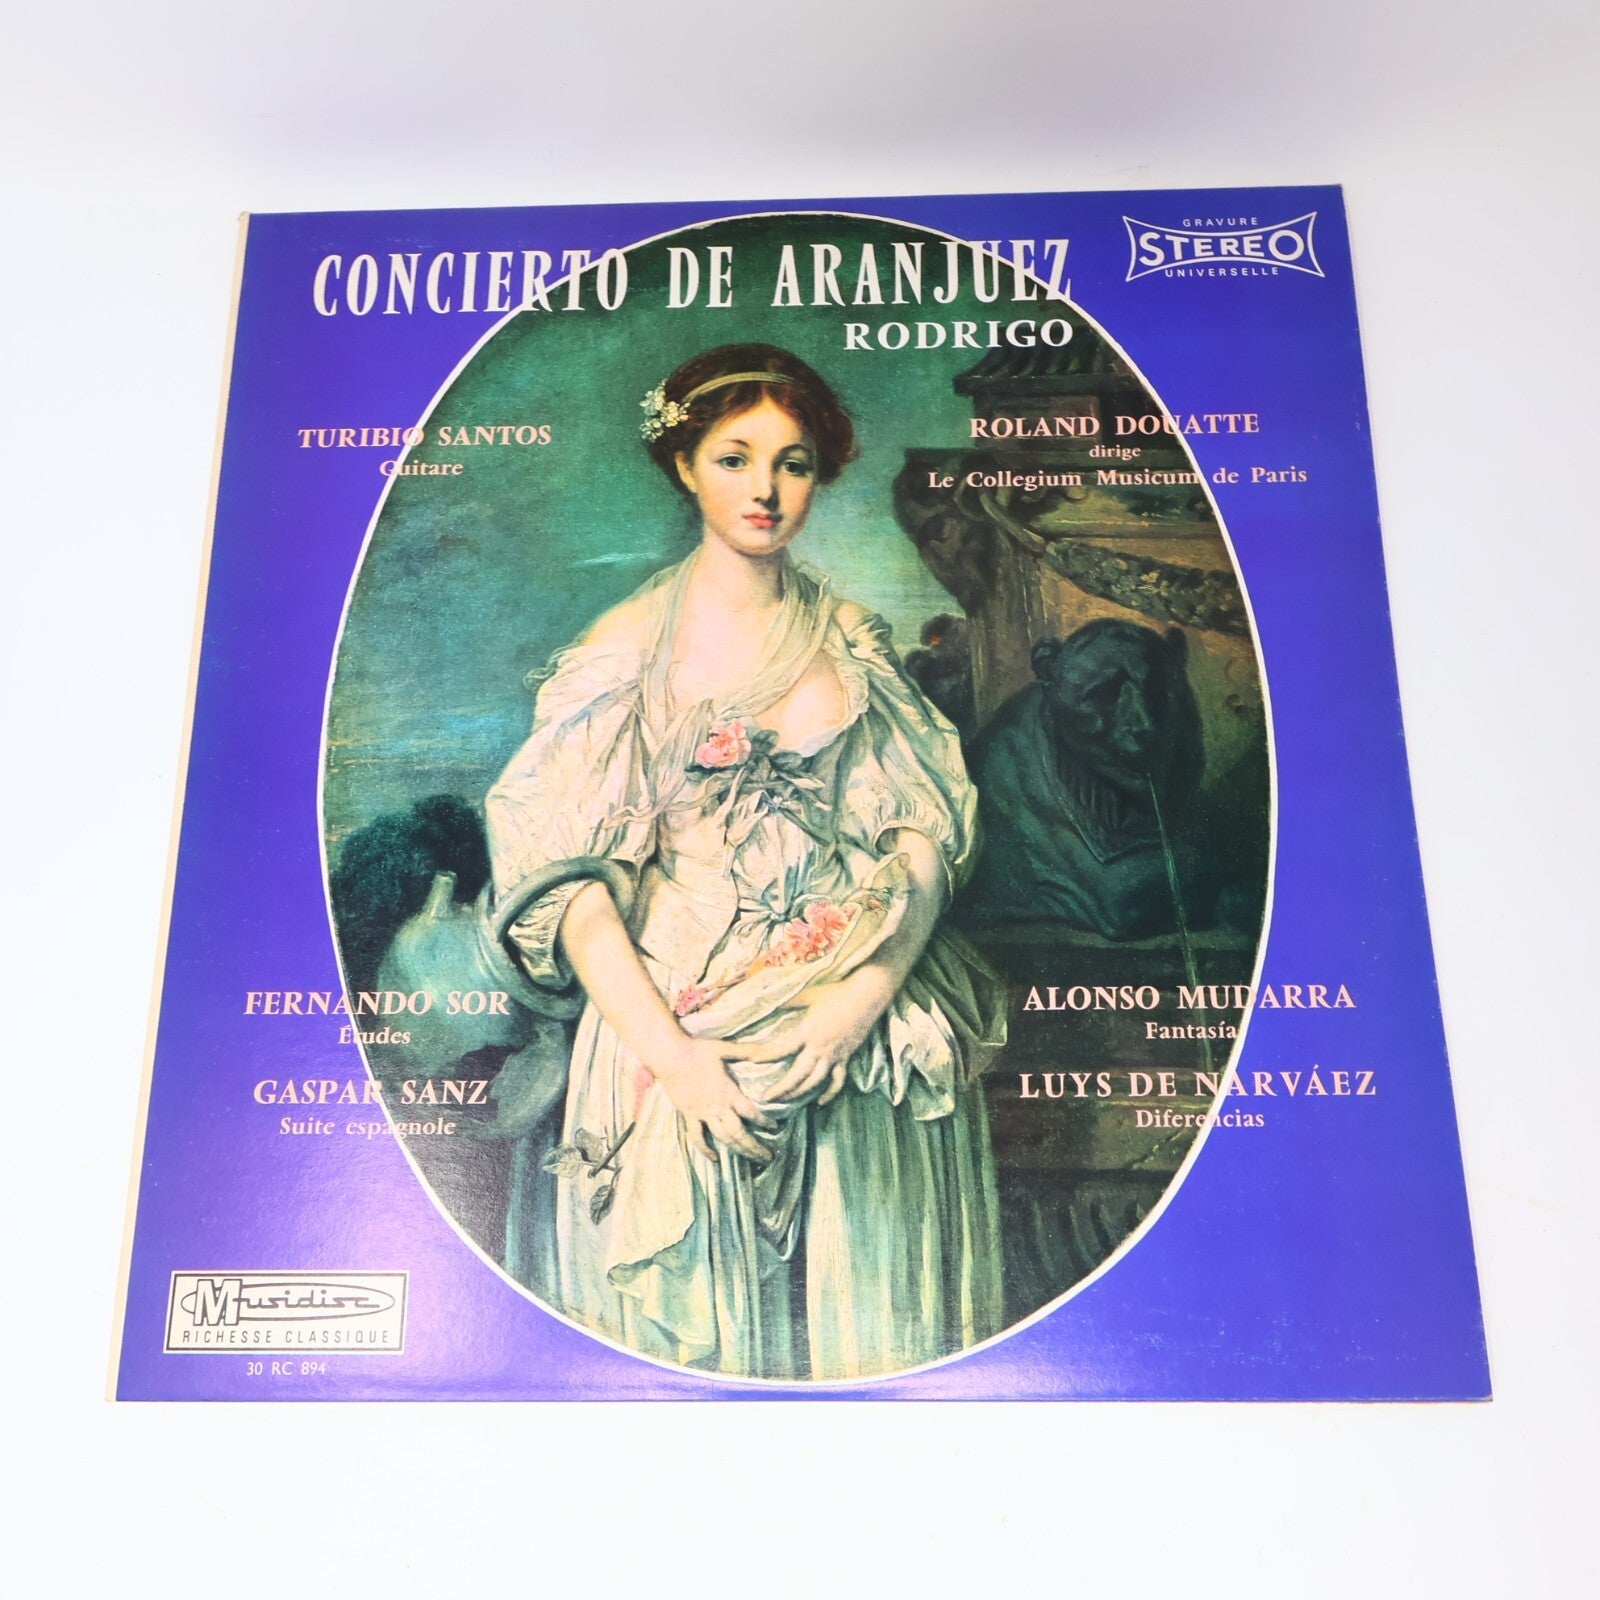 GRAVURE
STEREO
UNIVERSELLE
CONCIERTO DE ARANJUEZ
RODRIGO
TURIBIO SANTOS
Guitare
ROLAND DOUATTE
dirige
Le Collegium Musicum de Paris
FERNANDO SOR
Études
GASPAR SANZ
Suite espagnole
ALONSO MUDARRA
Fantasía
LUYS DE NARVÁEZ
Diferencias
Musidisc
RICHESSE CLASSIQUE
30 RC 894